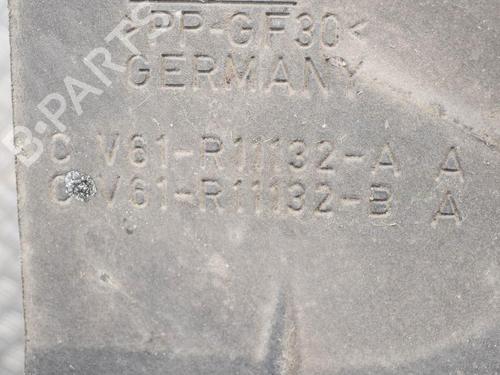 >PP-GF30<
GERMANY
C V61-R11132-A A
C V61-R11132-B A
B-PARTS